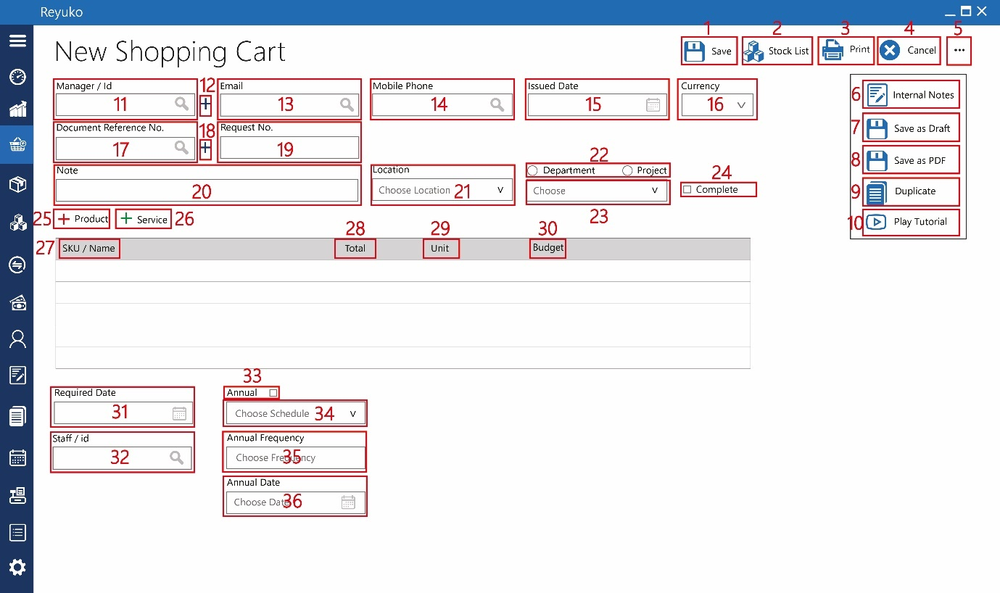 Reyuko
New Shopping Cart
1 2 3 4 5
Save Stock List Print Cancel ...
Manager / Id 12 Email Mobile Phone Issued Date Currency
11 + 13 14 15 16 v
6 Internal Notes
Document Reference No. 18 Request No.
7 Save as Draft
17 + 19
22
8 Save as PDF
Note Location Department Project 24
20 Choose Location 21 v Choose v Complete
9 Duplicate
23
25 + Product + Service 26
10 Play Tutorial
28 29 30
27 SKU / Name Total Unit Budget
33
Required Date Annual
31 Choose Schedule 34 v
Staff / id Annual Frequency
32 Choose Frequency 35
Annual Date
Choose Date 36